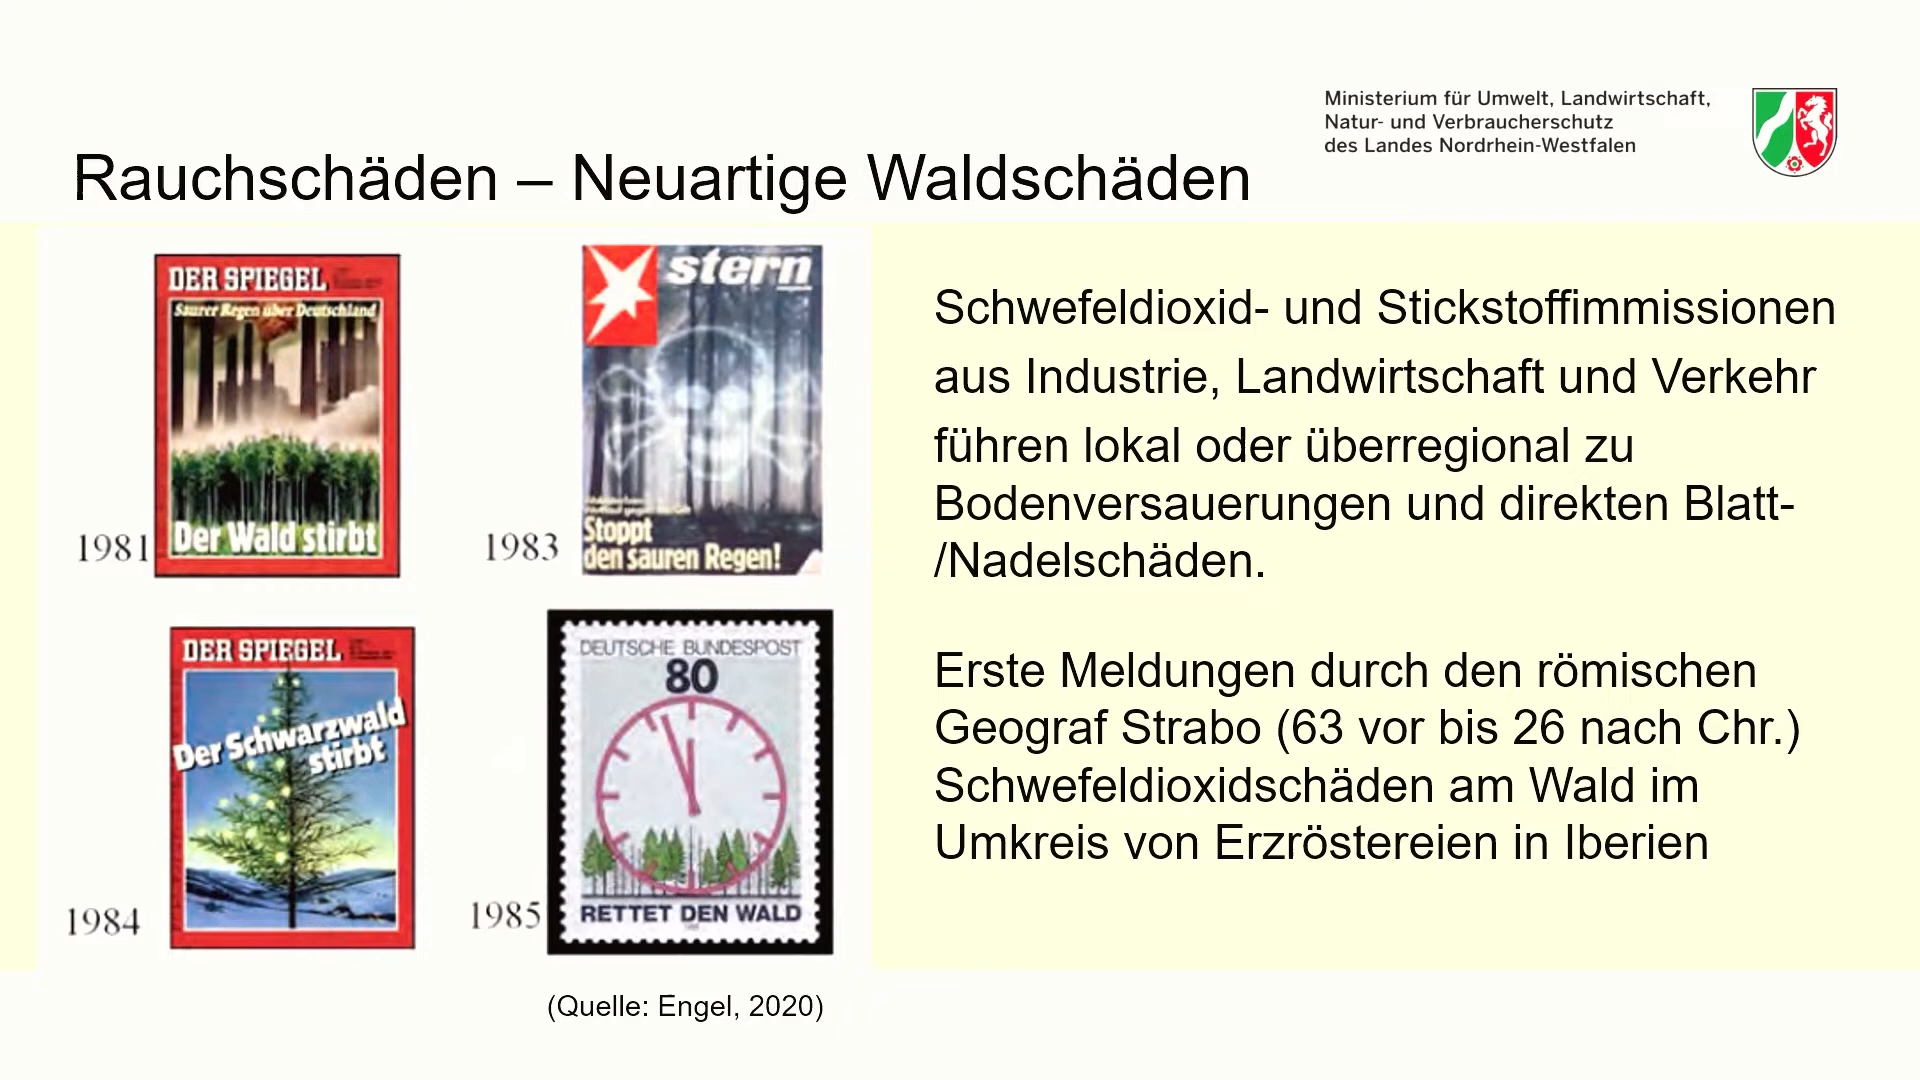 Ministerium für Umwelt, Landwirtschaft,
Natur- und Verbraucherschutz
des Landes Nordrhein-Westfalen
Rauchschäden – Neuartige Waldschäden
DER SPIEGEL
Saurer Regen über Deutschland
Der Wald stirbt
1981
stern
Stoppt
den sauren Regen!
1983
DER SPIEGEL
Der Schwarzwald
stirbt
1984
DEUTSCHE BUNDESPOST
80
RETTET DEN WALD
1985
(Quelle: Engel, 2020)
Schwefeldioxid- und Stickstoffimmissionen
aus Industrie, Landwirtschaft und Verkehr
führen lokal oder überregional zu
Bodenversauerungen und direkten Blatt-
/Nadelschäden.
Erste Meldungen durch den römischen
Geograf Strabo (63 vor bis 26 nach Chr.)
Schwefeldioxidschäden am Wald im
Umkreis von Erzröstereien in Iberien